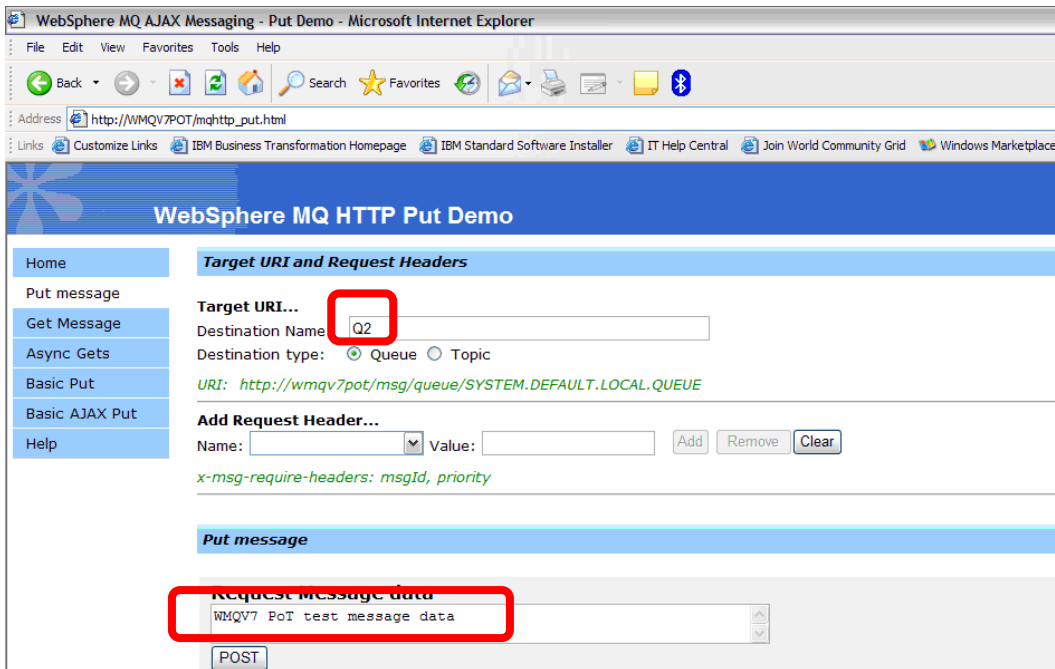 WebSphere MQ AJAX Messaging - Put Demo - Microsoft Internet Explorer
File Edit View Favorites Tools Help
Back Search Favorites
Address http://WMQV7POT/mqhttp_put.html
Links Customize Links IBM Business Transformation Homepage IBM Standard Software Installer IT Help Central Join World Community Grid Windows Marketplace
WebSphere MQ HTTP Put Demo
Home
Put message
Get Message
Async Gets
Basic Put
Basic AJAX Put
Help
Target URI and Request Headers
Target URI...
Destination Name Q2
Destination type: Queue Topic
URI: http://wmqv7pot/msg/queue/SYSTEM.DEFAULT.LOCAL.QUEUE
Add Request Header...
Name: Value: Add Remove Clear
x-msg-require-headers: msgId, priority
Put message
Request Message data
WMQV7 PoT test message data
POST